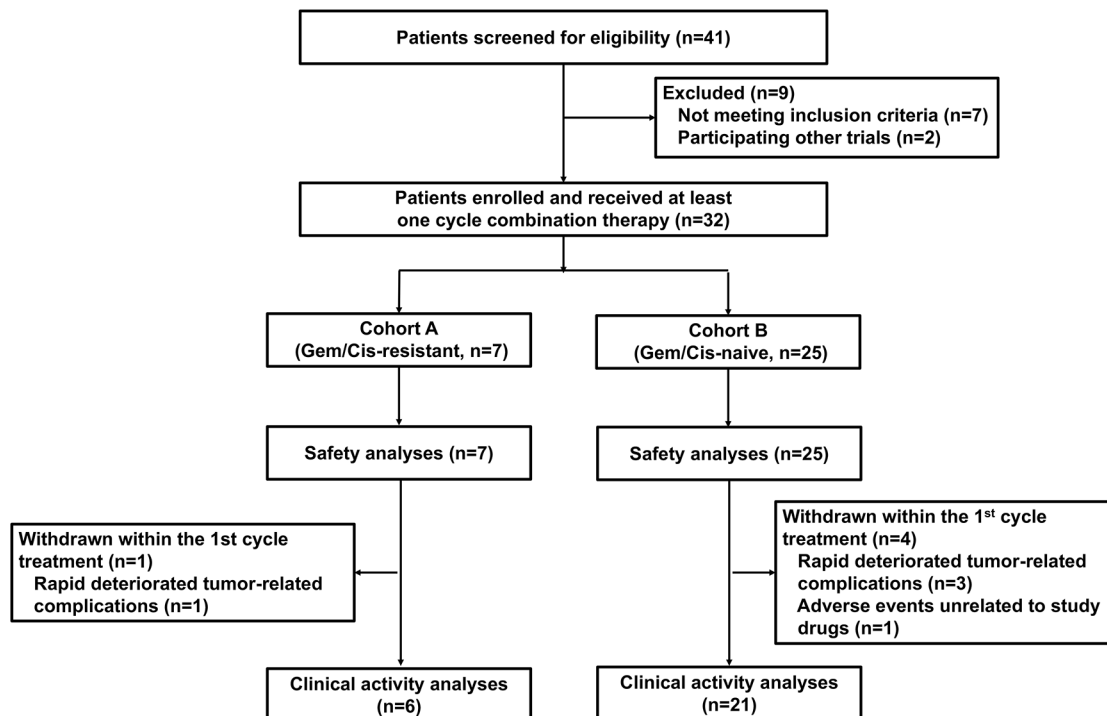 Patients screened for eligibility (n=41)
Excluded (n=9)
Not meeting inclusion criteria (n=7)
Participating other trials (n=2)
Patients enrolled and received at least
one cycle combination therapy (n=32)
Cohort A
(Gem/Cis-resistant, n=7)
Cohort B
(Gem/Cis-naive, n=25)
Safety analyses (n=7)
Safety analyses (n=25)
Withdrawn within the 1st cycle
treatment (n=1)
Rapid deteriorated tumor-related
complications (n=1)
Withdrawn within the 1st cycle
treatment (n=4)
Rapid deteriorated tumor-related
complications (n=3)
Adverse events unrelated to study
drugs (n=1)
Clinical activity analyses
(n=6)
Clinical activity analyses
(n=21)